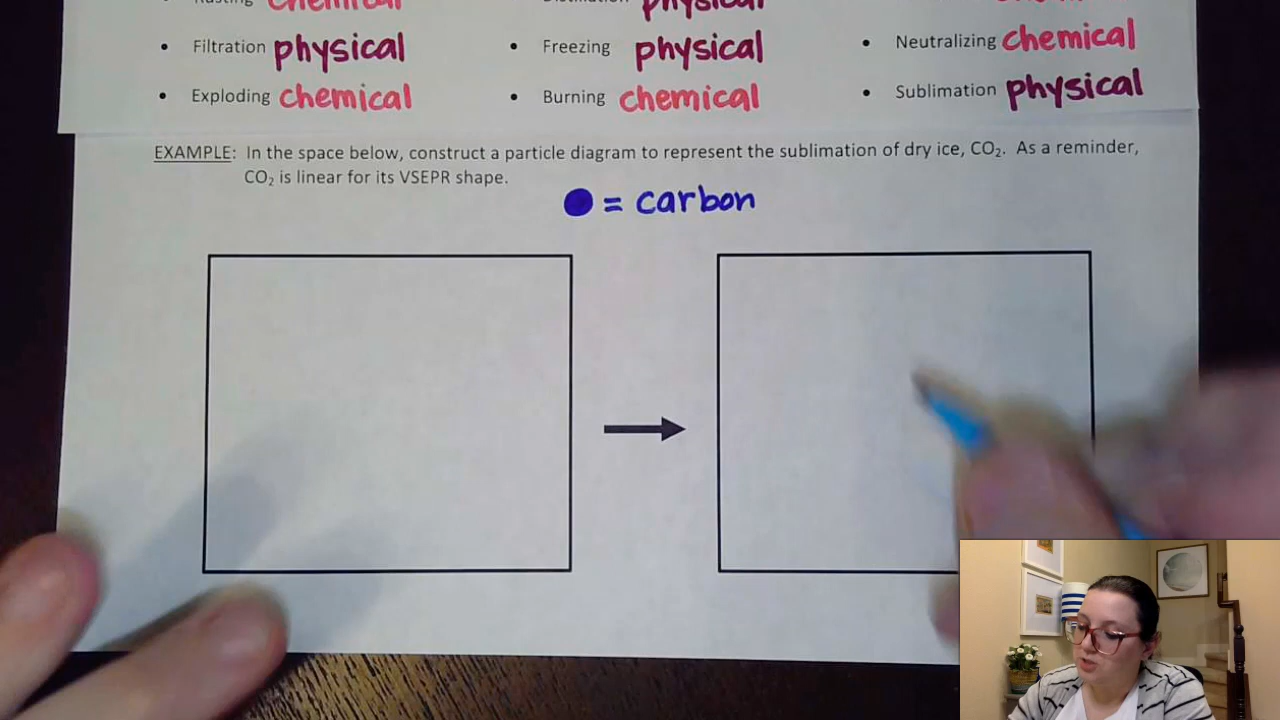 chemical physical
Filtration physical Freezing physical Neutralizing chemical
Exploding chemical Burning chemical Sublimation physical
EXAMPLE: In the space below, construct a particle diagram to represent the sublimation of dry ice, CO₂. As a reminder,
CO₂ is linear for its VSEPR shape.
= carbon